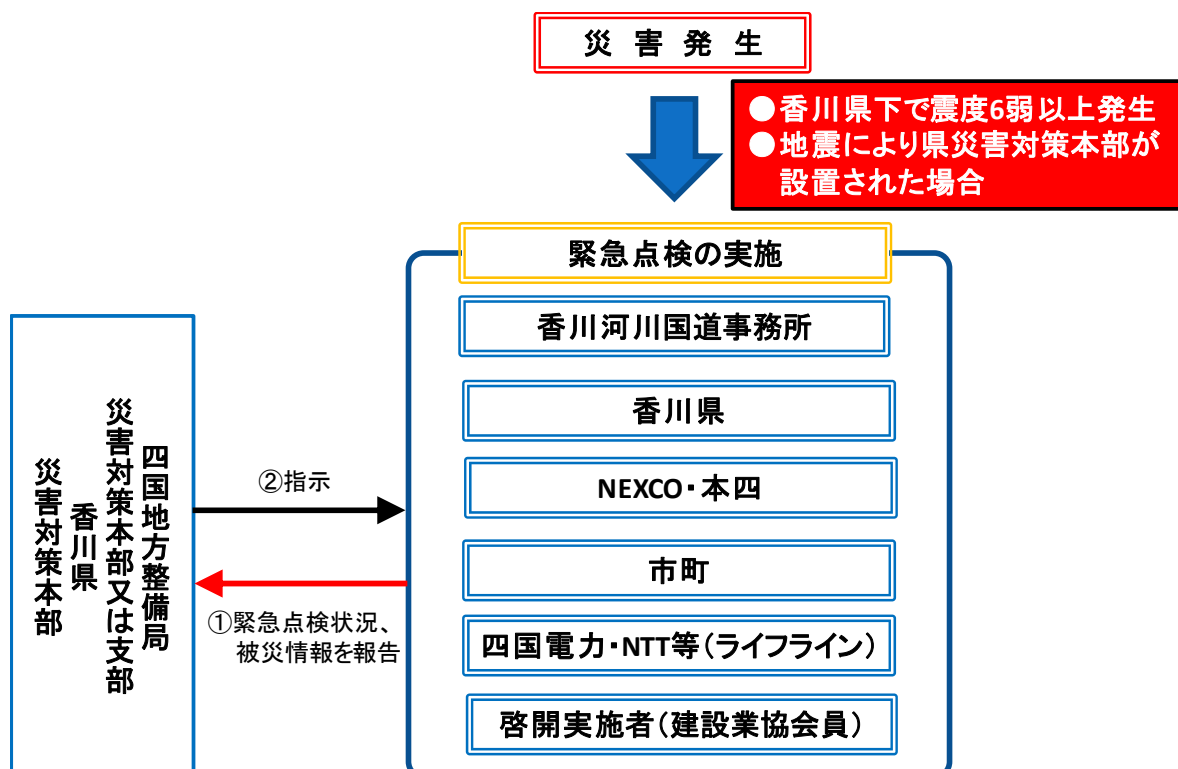 災 害 発 生
●香川県下で震度6弱以上発生
●地震により県災害対策本部が
設置された場合
緊急点検の実施
香川河川国道事務所
香川県
NEXCO・本四
市町
四国電力・NTT等(ライフライン)
啓開実施者(建設業協会員)
四国地方整備局
災害対策本部又は支部
香川県
災害対策本部
②指示
①緊急点検状況、
被災情報を報告